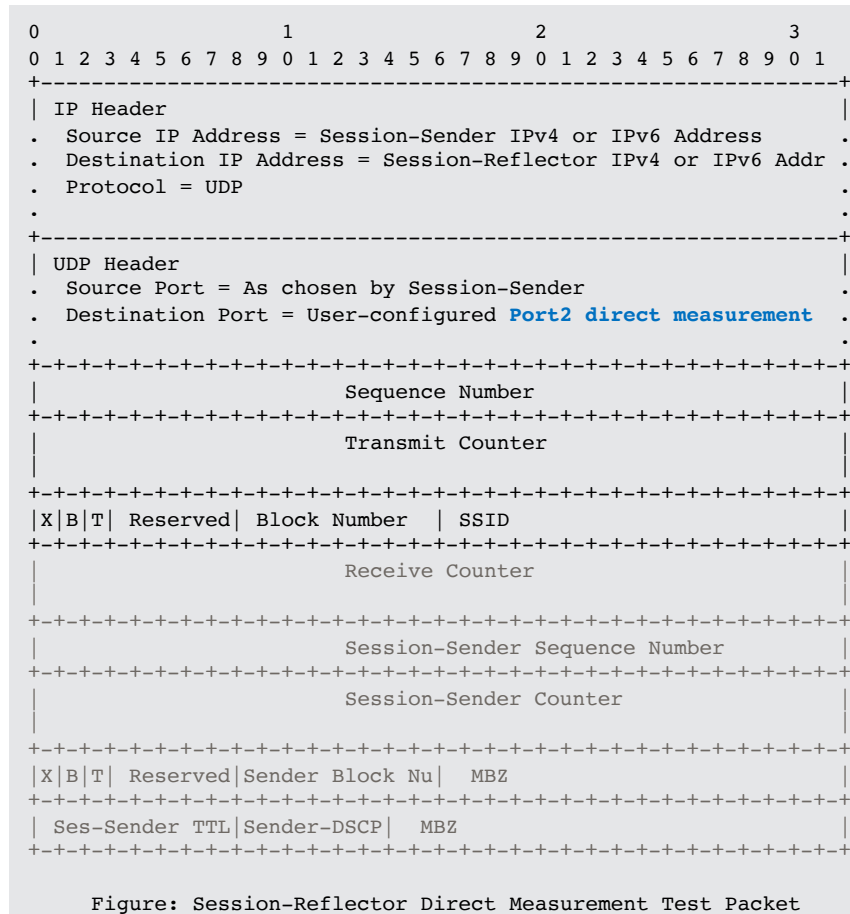 0                   1                   2                   3
0 1 2 3 4 5 6 7 8 9 0 1 2 3 4 5 6 7 8 9 0 1 2 3 4 5 6 7 8 9 0 1
+---------------------------------------------------------------+
| IP Header                                                     |
.  Source IP Address = Session-Sender IPv4 or IPv6 Address      .
.  Destination IP Address = Session-Reflector IPv4 or IPv6 Addr .
.  Protocol = UDP                                               .
.                                                               .
+---------------------------------------------------------------+
| UDP Header                                                    |
.  Source Port = As chosen by Session-Sender                    .
.  Destination Port = User-configured Port2 direct measurement  .
.                                                               .
+-+-+-+-+-+-+-+-+-+-+-+-+-+-+-+-+-+-+-+-+-+-+-+-+-+-+-+-+-+-+-+-+
|                        Sequence Number                        |
+-+-+-+-+-+-+-+-+-+-+-+-+-+-+-+-+-+-+-+-+-+-+-+-+-+-+-+-+-+-+-+-+
|                        Transmit Counter                       |
|                                                               |
+-+-+-+-+-+-+-+-+-+-+-+-+-+-+-+-+-+-+-+-+-+-+-+-+-+-+-+-+-+-+-+-+
|X|B|T| Reserved| Block Number  | SSID                          |
+-+-+-+-+-+-+-+-+-+-+-+-+-+-+-+-+-+-+-+-+-+-+-+-+-+-+-+-+-+-+-+-+
|                        Receive Counter                        |
|                                                               |
+-+-+-+-+-+-+-+-+-+-+-+-+-+-+-+-+-+-+-+-+-+-+-+-+-+-+-+-+-+-+-+-+
|                        Session-Sender Sequence Number         |
+-+-+-+-+-+-+-+-+-+-+-+-+-+-+-+-+-+-+-+-+-+-+-+-+-+-+-+-+-+-+-+-+
|                        Session-Sender Counter                 |
|                                                               |
+-+-+-+-+-+-+-+-+-+-+-+-+-+-+-+-+-+-+-+-+-+-+-+-+-+-+-+-+-+-+-+-+
|X|B|T| Reserved|Sender Block Nu|  MBZ                          |
+-+-+-+-+-+-+-+-+-+-+-+-+-+-+-+-+-+-+-+-+-+-+-+-+-+-+-+-+-+-+-+-+
| Ses-Sender TTL|Sender-DSCP|  MBZ                              |
+-+-+-+-+-+-+-+-+-+-+-+-+-+-+-+-+-+-+-+-+-+-+-+-+-+-+-+-+-+-+-+-+
Figure: Session-Reflector Direct Measurement Test Packet